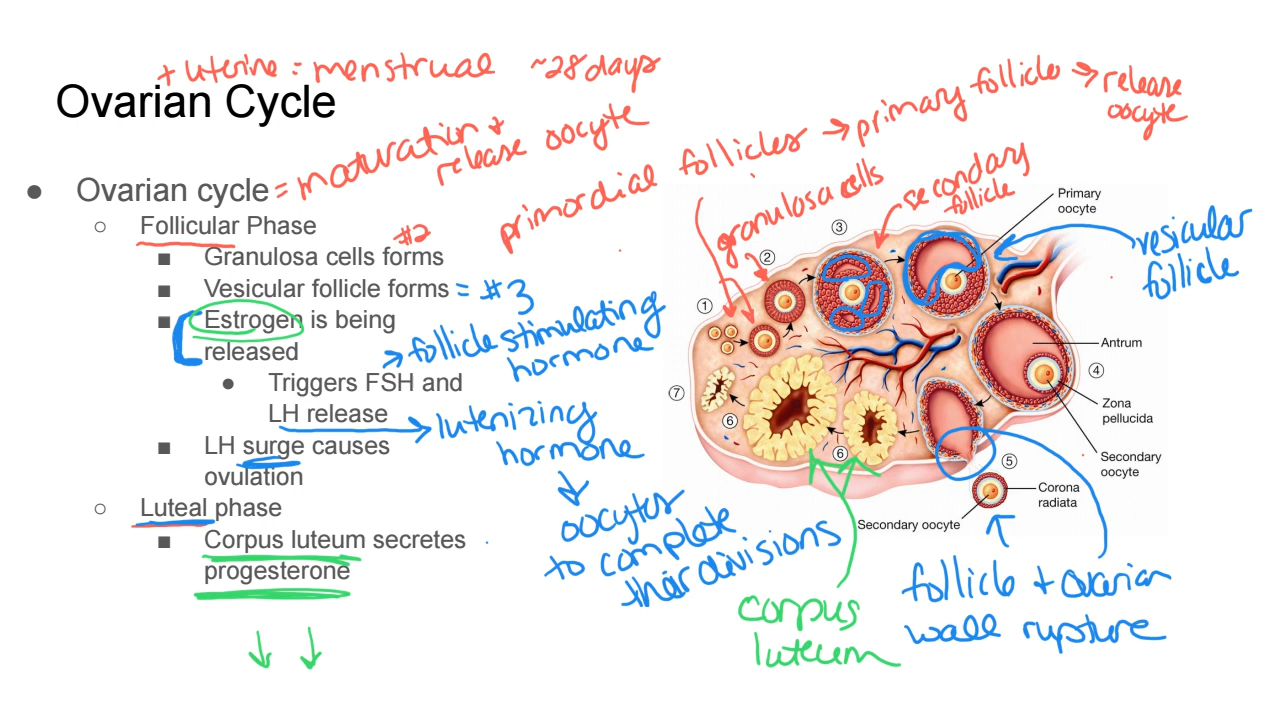 + uterine = menstrual ~28 days
Ovarian Cycle
● Ovarian cycle = maturation +
release oocyte
○ Follicular Phase
■ Granulosa cells forms #2
■ Vesicular follicle forms = #3
■ Estrogen is being
released
● Triggers FSH and
LH release
■ LH surge causes
ovulation
○ Luteal phase
■ Corpus luteum secretes
progesterone
→ follicle stimulating
hormone
→ lutenizing
hormone
oocytes
to complete
their divisions
primordial follicles → primary follicle → release
oocyte
granulosa cells
secondary
follicle
vesicular
follicle
Primary
oocyte
①
②
③
Antrum
④
Zona
pellucida
Secondary
oocyte
⑤
Corona
radiata
Secondary oocyte
⑥
⑥
⑦
corpus
luteum
follicle + ovarian
wall rupture